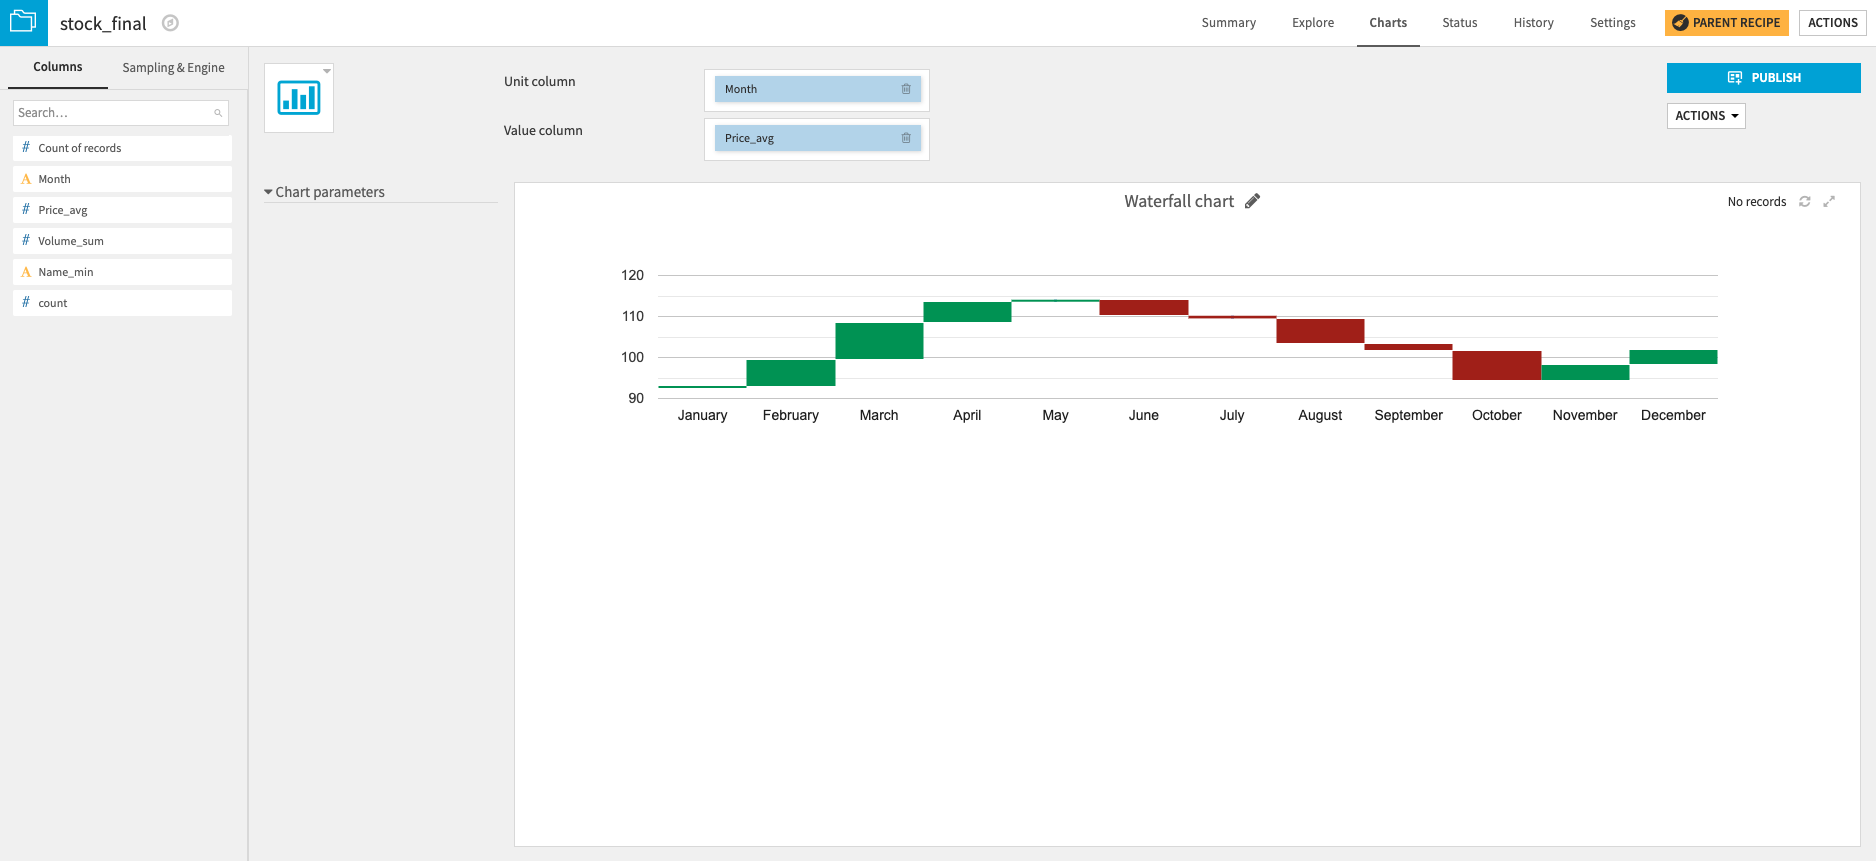 stock_final
Summary
Explore
Charts
Status
History
Settings
PARENT RECIPE
ACTIONS
Columns
Sampling & Engine
Search...
# Count of records
A Month
# Price_avg
# Volume_sum
A Name_min
# count
Unit column
Month
Value column
Price_avg
PUBLISH
ACTIONS
Chart parameters
Waterfall chart
No records
120
110
100
90
January February March April May June July August September October November December